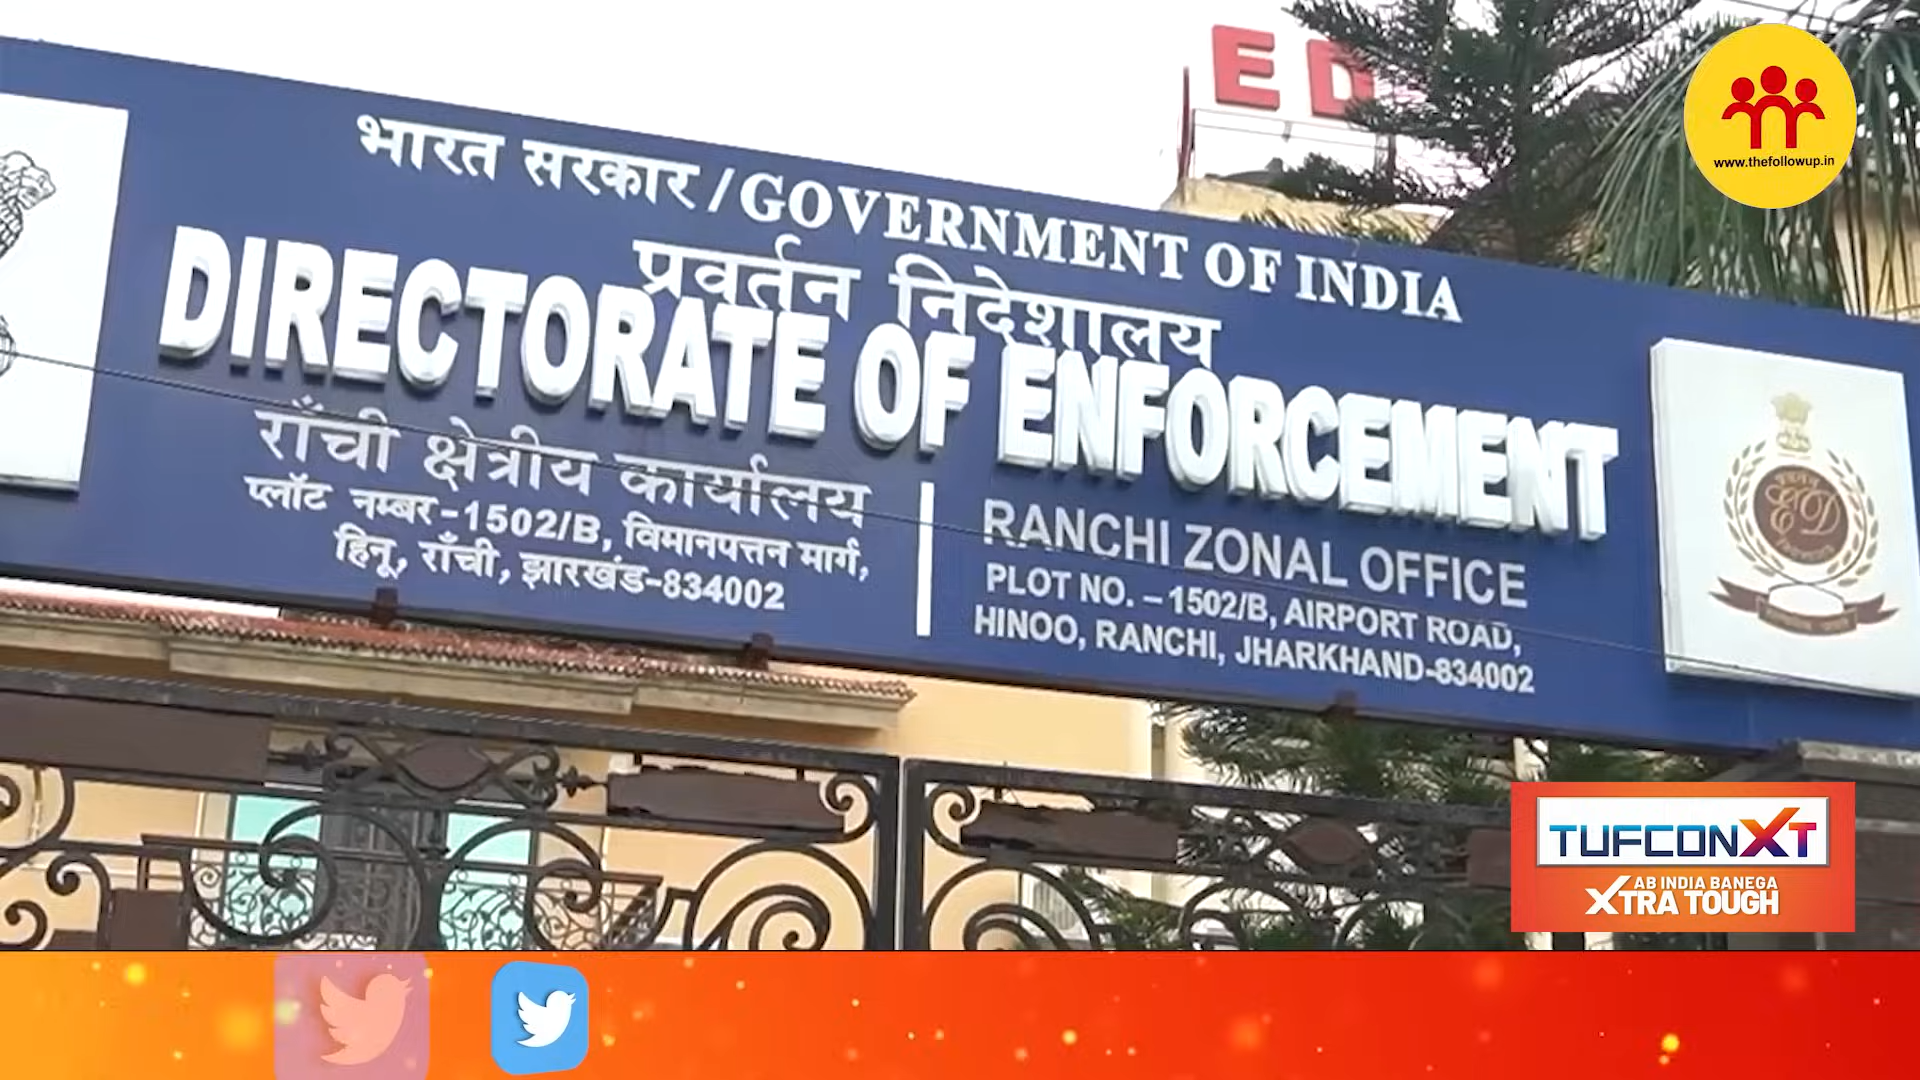 E D
www.thefollowup.in
भारत सरकार / GOVERNMENT OF INDIA
प्रवर्तन निदेशालय
DIRECTORATE OF ENFORCEMENT
राँची क्षेत्रीय कार्यालय
प्लॉट नम्बर-1502/B, विमानपत्तन मार्ग,
हिनू, राँची, झारखंड-834002
RANCHI ZONAL OFFICE
PLOT NO. – 1502/B, AIRPORT ROAD,
HINOO, RANCHI, JHARKHAND-834002
ED
TUFCONXT
AB INDIA BANEGA
XTRA TOUGH